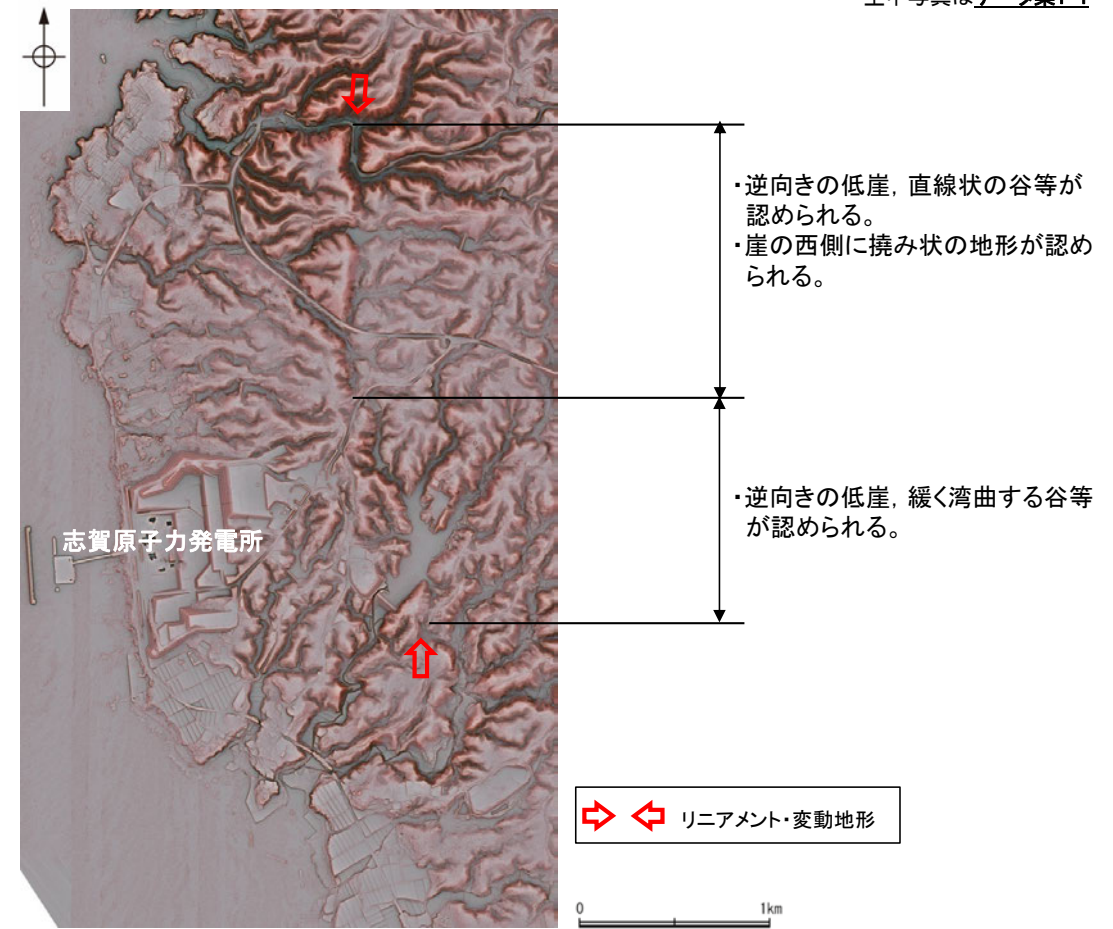 ・逆向きの低崖，直線状の谷等が
認められる。
・崖の西側に撓み状の地形が認め
られる。
・逆向きの低崖，緩く湾曲する谷等
が認められる。
志賀原子力発電所
リニアメント・変動地形
0 1km